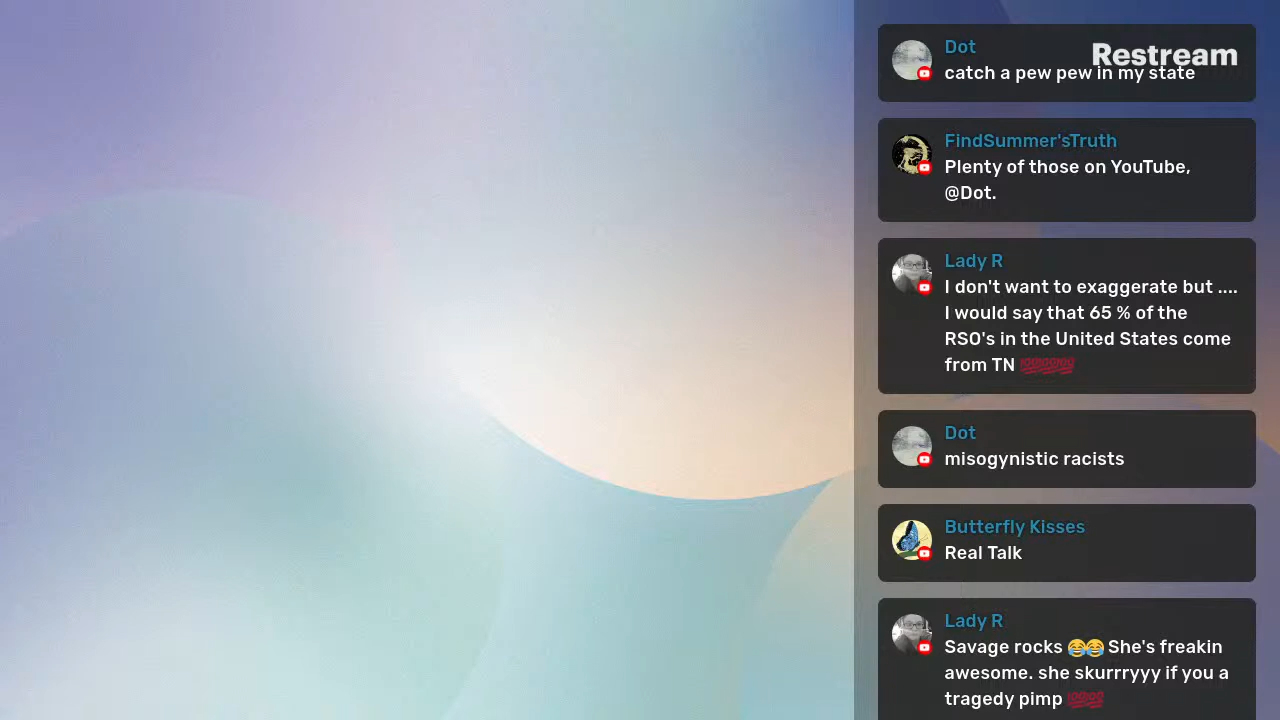 Dot
Restream
catch a pew pew in my state
FindSummer'sTruth
Plenty of those on YouTube,
@Dot.
Lady R
I don't want to exaggerate but ....
I would say that 65 % of the
RSO's in the United States come
from TN 💯💯💯
Dot
misogynistic racists
Butterfly Kisses
Real Talk
Lady R
Savage rocks 😂😂 She's freakin
awesome. she skurrryyy if you a
tragedy pimp 💯💯